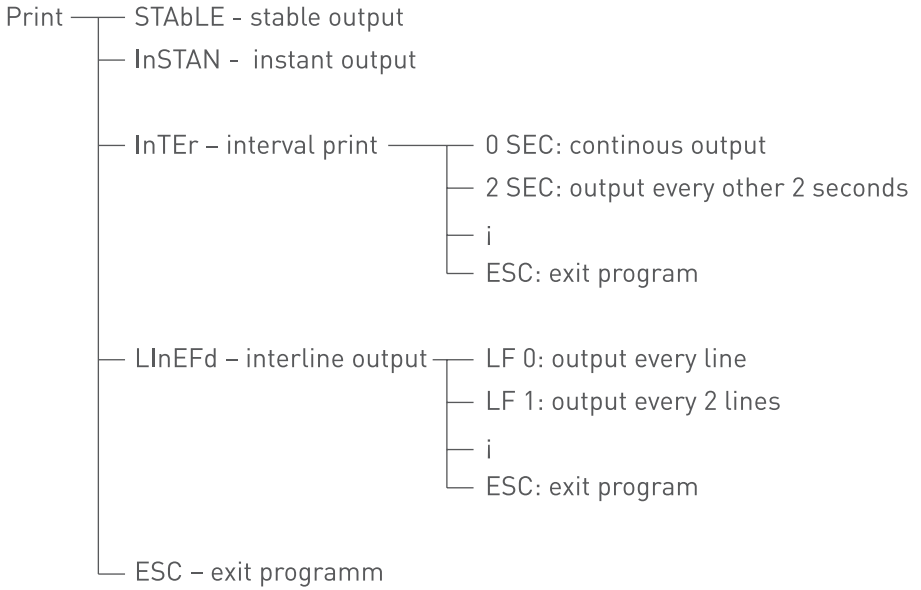 Print STAbLE - stable output
InSTAN - instant output
InTEr – interval print 0 SEC: continous output
2 SEC: output every other 2 seconds
i
ESC: exit program
LInEFd – interline output LF 0: output every line
LF 1: output every 2 lines
i
ESC: exit program
ESC – exit programm